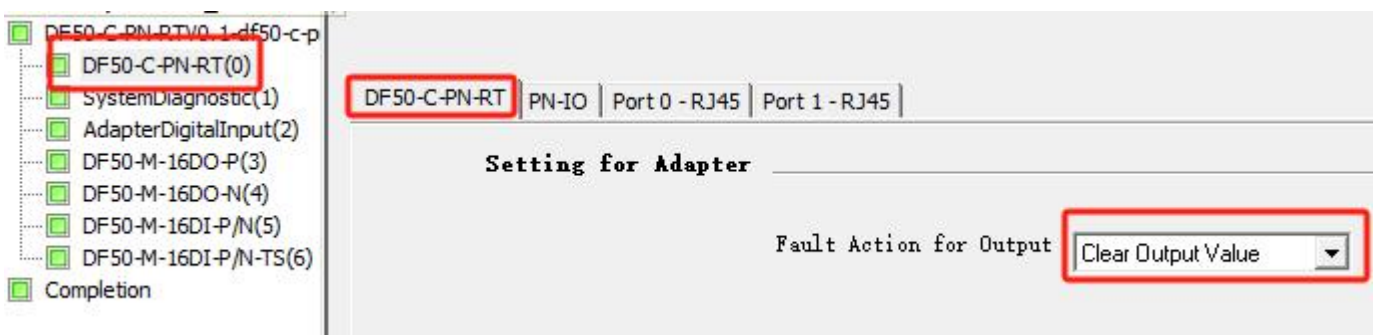 DF50-C-PN-RTV0.1-df50-c-p
DF50-C-PN-RT(0)
SystemDiagnostic(1)
AdapterDigitalInput(2)
DF50-M-16DO-P(3)
DF50-M-16DO-N(4)
DF50-M-16DI-P/N(5)
DF50-M-16DI-P/N-TS(6)
Completion
DF50-C-PN-RT PN-IO Port 0 - RJ45 Port 1 - RJ45
Setting for Adapter
Fault Action for Output Clear Output Value